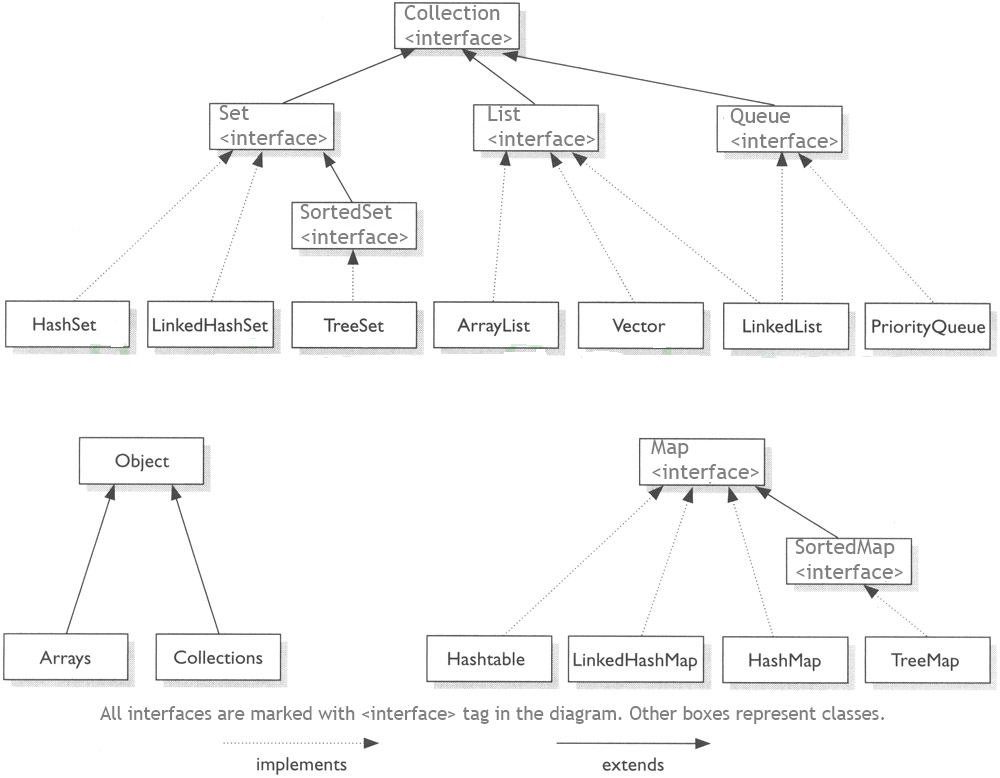 Collection
<interface>
Set
<interface>
List
<interface>
Queue
<interface>
SortedSet
<interface>
HashSet
LinkedHashSet
TreeSet
ArrayList
Vector
LinkedList
PriorityQueue
Object
Map
<interface>
SortedMap
<interface>
Arrays
Collections
Hashtable
LinkedHashMap
HashMap
TreeMap
All interfaces are marked with <interface> tag in the diagram. Other boxes represent classes.
implements
extends